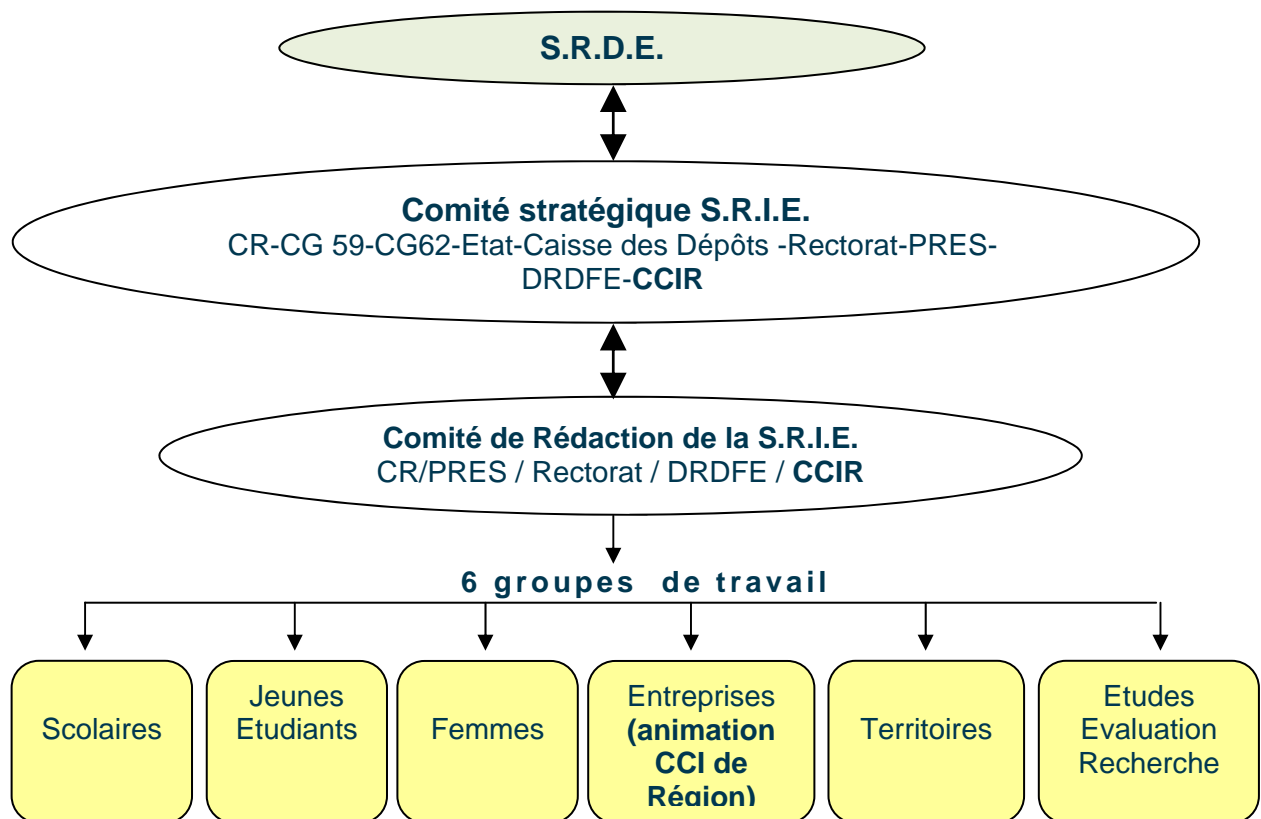 S.R.D.E.
Comité stratégique S.R.I.E.
CR-CG 59-CG62-Etat-Caisse des Dépôts -Rectorat-PRES-
DRDFE-CCIR
Comité de Rédaction de la S.R.I.E.
CR/PRES / Rectorat / DRDFE / CCIR
6 groupes de travail
Scolaires
Jeunes
Etudiants
Femmes
Entreprises
(animation
CCI de
Région)
Territoires
Etudes
Evaluation
Recherche